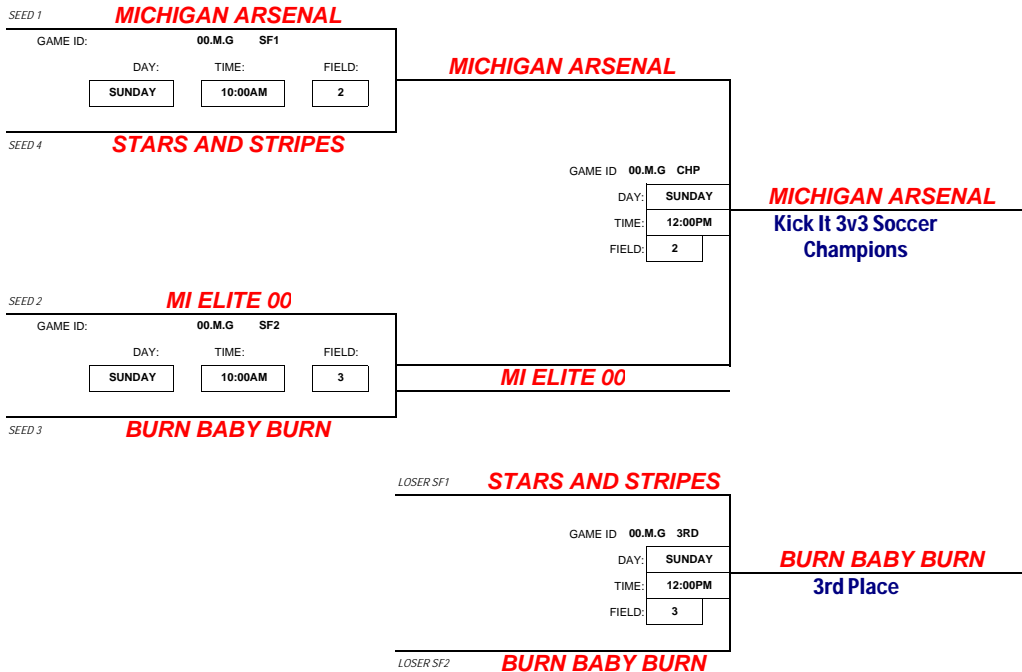 SEED 1 MICHIGAN ARSENAL
GAME ID: 00.M.G SF1
DAY: TIME: FIELD:
SUNDAY 10:00AM 2
MICHIGAN ARSENAL
SEED 4 STARS AND STRIPES
GAME ID 00.M.G CHP
DAY: SUNDAY
TIME: 12:00PM
FIELD: 2
MICHIGAN ARSENAL
Kick It 3v3 Soccer
Champions
SEED 2 MI ELITE 00
GAME ID: 00.M.G SF2
DAY: TIME: FIELD:
SUNDAY 10:00AM 3
MI ELITE 00
SEED 3 BURN BABY BURN
LOSER SF1 STARS AND STRIPES
GAME ID 00.M.G 3RD
DAY: SUNDAY
TIME: 12:00PM
FIELD: 3
BURN BABY BURN
3rd Place
LOSER SF2 BURN BABY BURN